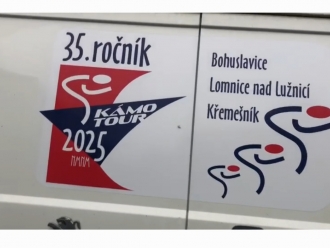 35. ročník
KÁMO
TOUR
2025
Bohuslavice
Lomnice nad Lužnicí
Křemešník